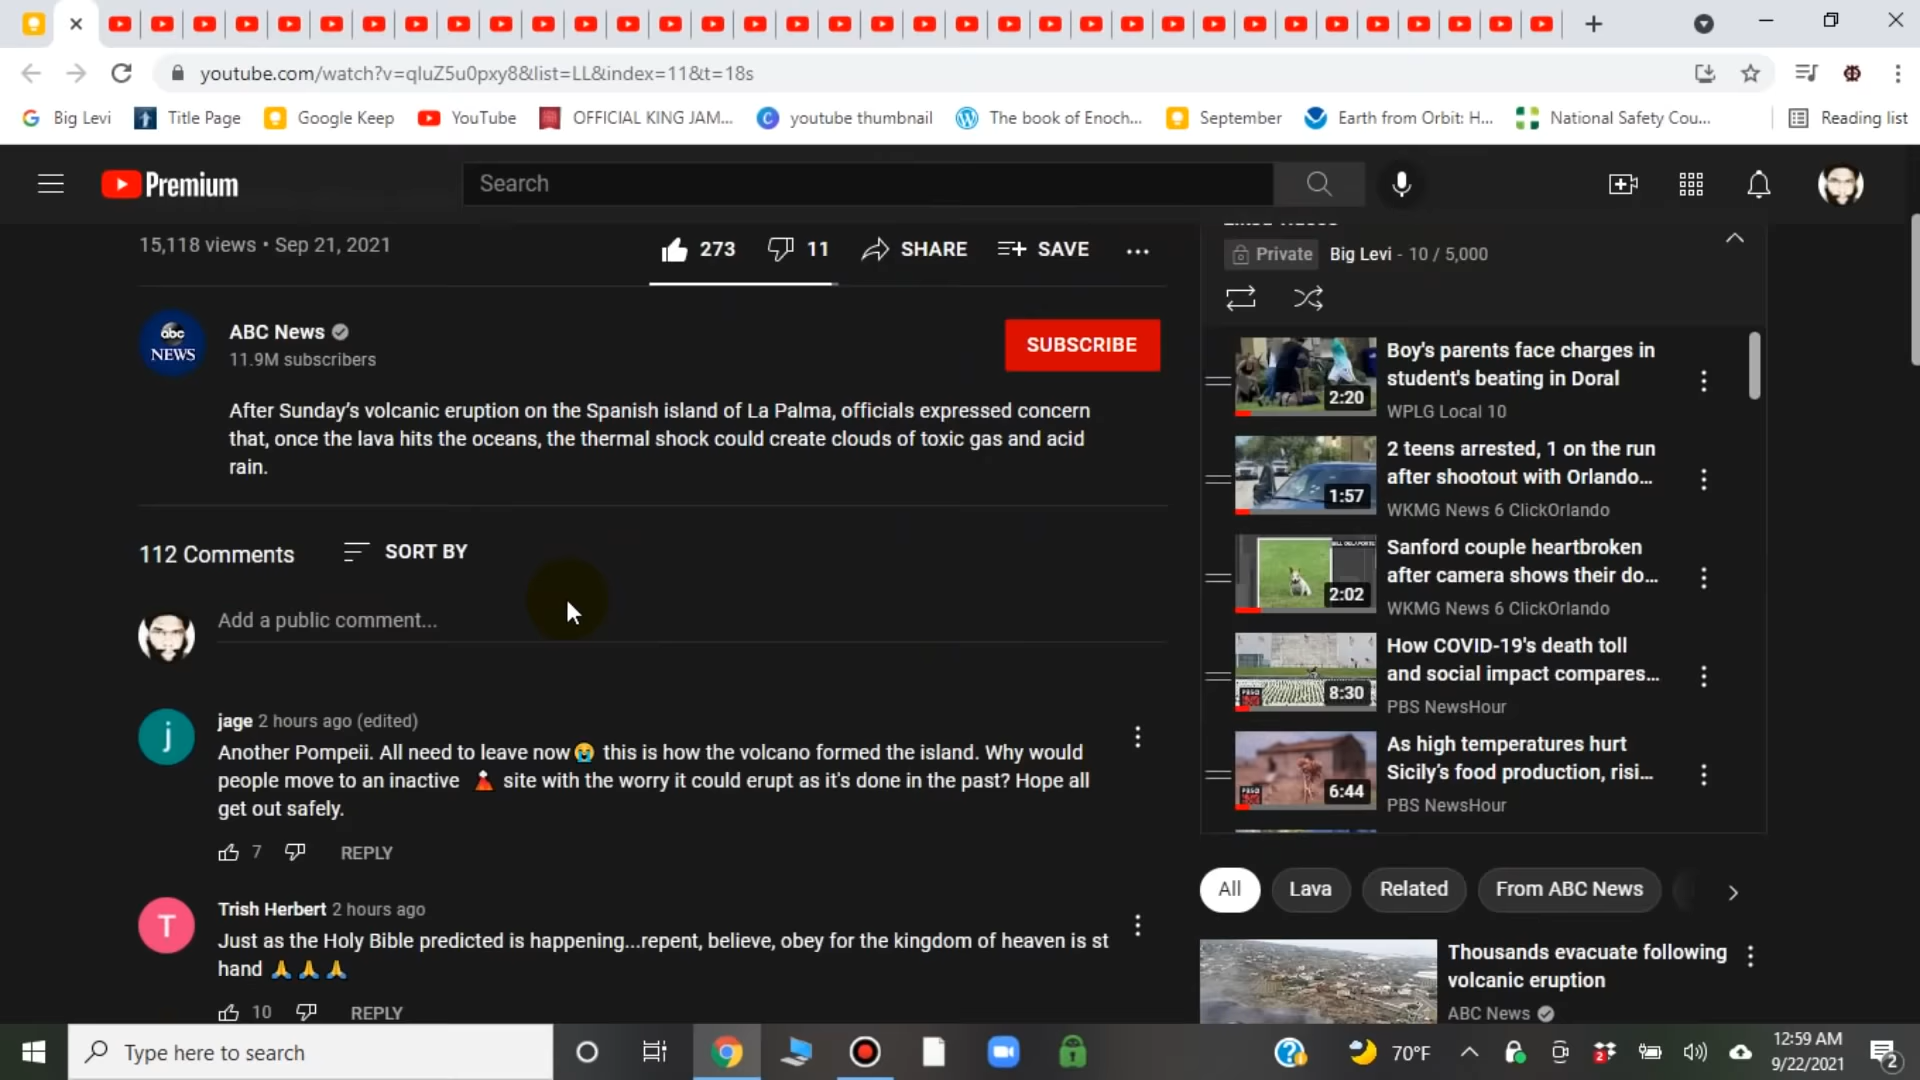 youtube.com/watch?v=qluZ5u0pxy8&list=LL&index=11&t=18s
Big Levi
Title Page
Google Keep
YouTube
OFFICIAL KING JAM...
youtube thumbnail
The book of Enoch...
September
Earth from Orbit: H...
National Safety Cou...
Reading list
Premium
Search
15,118 views • Sep 21, 2021
273
11
SHARE
SAVE
abc
NEWS
ABC News
11.9M subscribers
SUBSCRIBE
After Sunday's volcanic eruption on the Spanish island of La Palma, officials expressed concern
that, once the lava hits the oceans, the thermal shock could create clouds of toxic gas and acid
rain.
112 Comments
SORT BY
Add a public comment...
j
jage 2 hours ago (edited)
Another Pompeii. All need to leave now😭 this is how the volcano formed the island. Why would
people move to an inactive 🌋 site with the worry it could erupt as it's done in the past? Hope all
get out safely.
7
REPLY
T
Trish Herbert 2 hours ago
Just as the Holy Bible predicted is happening...repent, believe, obey for the kingdom of heaven is st
hand 🙏 🙏 🙏
10
REPLY
Private
Big Levi - 10 / 5,000
Boy's parents face charges in
student's beating in Doral
WPLG Local 10
2:20
2 teens arrested, 1 on the run
after shootout with Orlando...
WKMG News 6 ClickOrlando
1:57
Sanford couple heartbroken
after camera shows their do...
WKMG News 6 ClickOrlando
2:02
How COVID-19's death toll
and social impact compares...
PBS NewsHour
8:30
As high temperatures hurt
Sicily's food production, risi...
PBS NewsHour
6:44
All
Lava
Related
From ABC News
Thousands evacuate following
volcanic eruption
ABC News
Type here to search
70°F
12:59 AM
9/22/2021
2
2